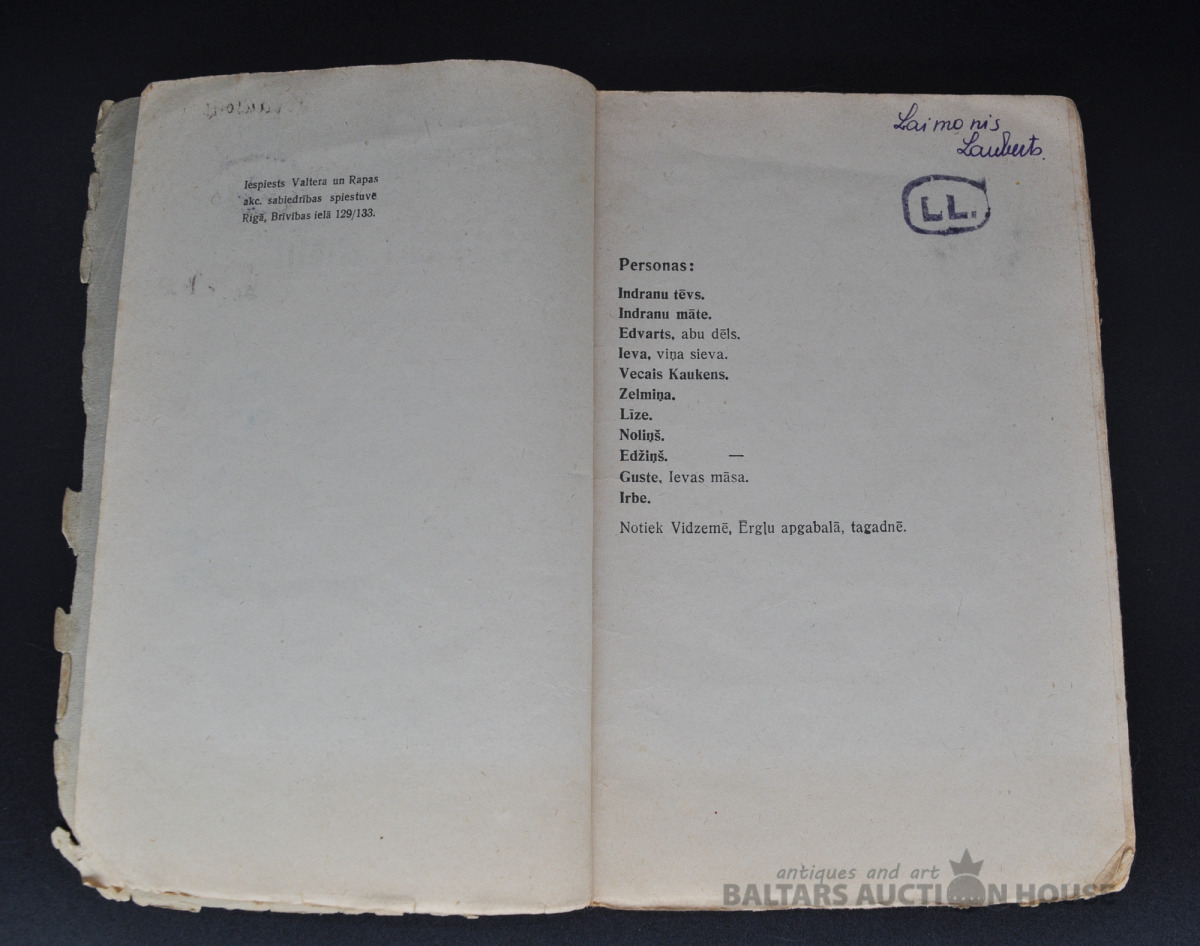 Iespiests Valtera un Rapas
akc. sabiedrības spiestuvē
Rīgā, Brīvības ielā 129/133.
Laimonis
Lauberts.
LL.
Personas:
Indranu tēvs.
Indranu māte.
Edvarts, abu dēls.
Ieva, viņa sieva.
Vecais Kaukens.
Zelmiņa.
Līze.
Noliņš.
Edžiņš. —
Guste, Ievas māsa.
Irbe.
Notiek Vidzemē, Ērgļu apgabalā, tagadnē.
antiques and art
BALTARS AUCTION HOUSE